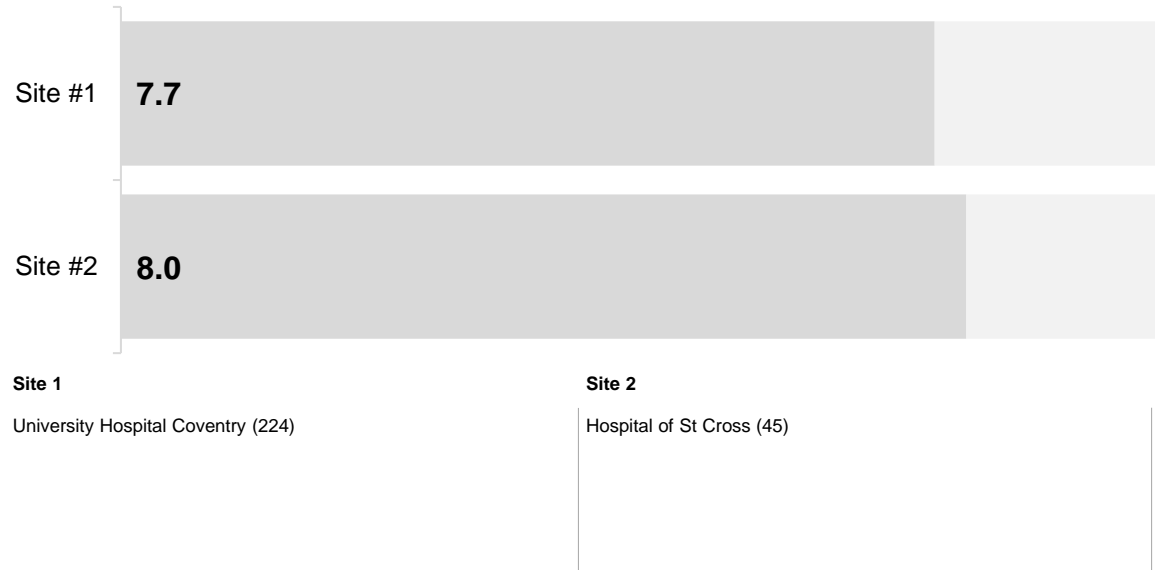 Site #1
7.7
Site #2
8.0
Site 1
Site 2
University Hospital Coventry (224)
Hospital of St Cross (45)